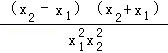 (x₂ − x₁) (x₂+x₁)
x₁²x₂²